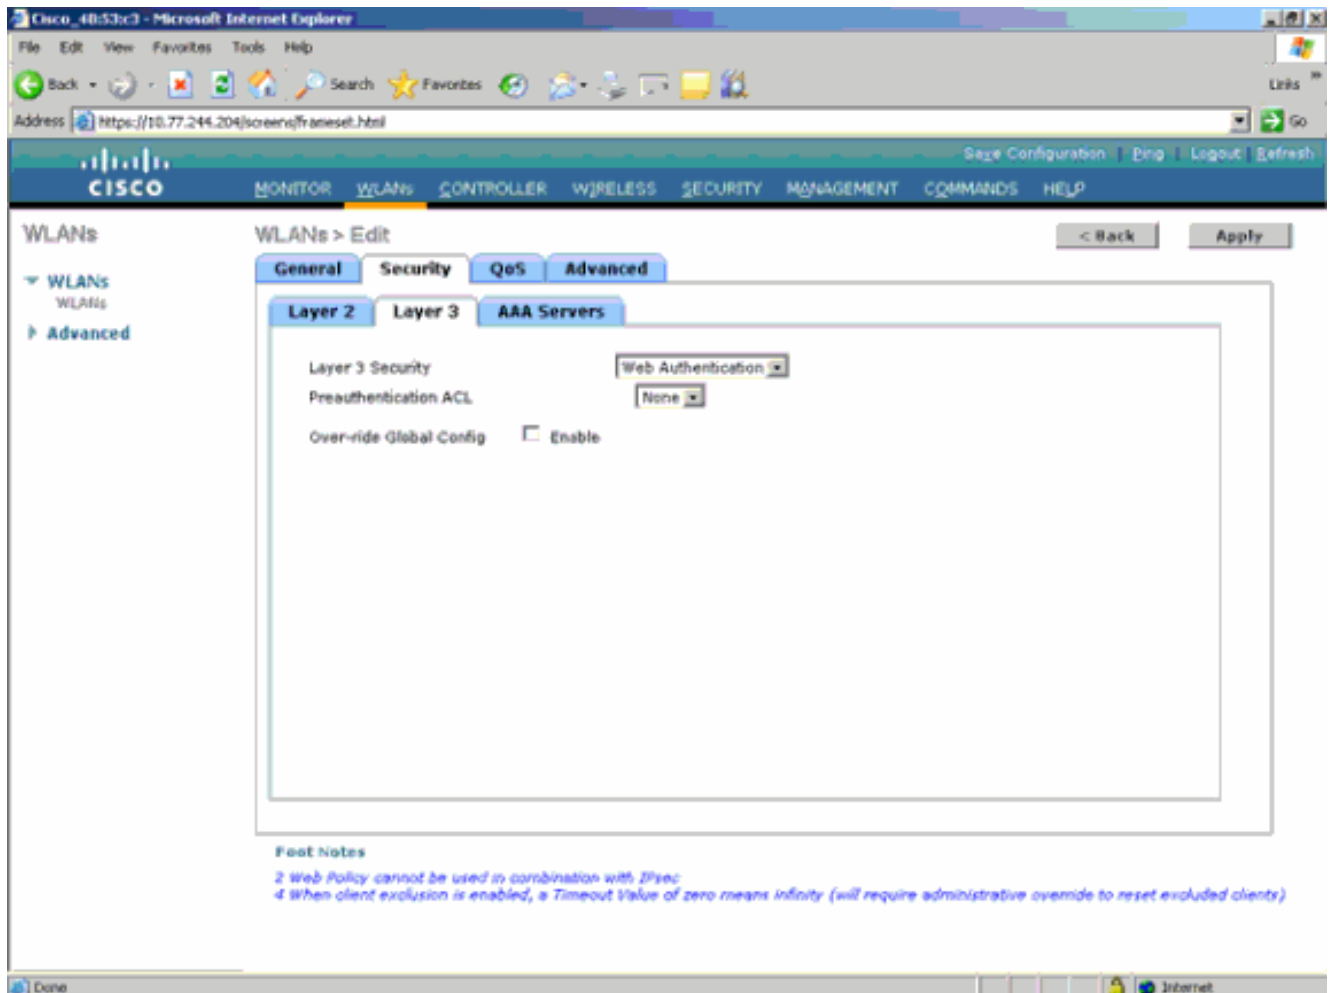 Cisco_40:53:c3 - Microsoft Internet Explorer
File Edit View Favorites Tools Help
Back Search Favorites Links »
Address https://10.77.244.204/screens/frameset.html Go
Save Configuration | Ping | Logout | Refresh
CISCO MONITOR WLANs CONTROLLER WIRELESS SECURITY MANAGEMENT COMMANDS HELP
WLANs WLANs > Edit < Back Apply
General Security QoS Advanced
WLANs
WLANs
Advanced
Layer 2 Layer 3 AAA Servers
Layer 3 Security Web Authentication
Preauthentication ACL None
Over-ride Global Config Enable
Foot Notes
2 Web Policy cannot be used in combination with IPsec
4 When client exclusion is enabled, a Timeout Value of zero means infinity (will require administrative override to reset excluded clients)
Done Internet